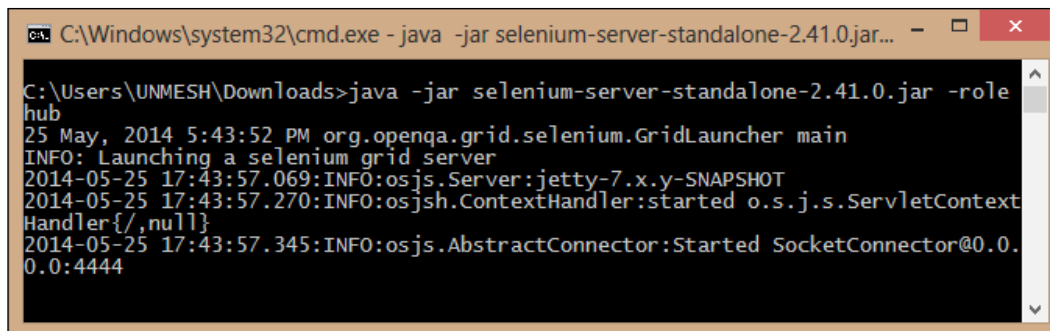 C:\Windows\system32\cmd.exe - java -jar selenium-server-standalone-2.41.0.jar...
C:\Users\UNMESH\Downloads>java -jar selenium-server-standalone-2.41.0.jar -role
hub
25 May, 2014 5:43:52 PM org.openqa.grid.selenium.GridLauncher main
INFO: Launching a selenium grid server
2014-05-25 17:43:57.069:INFO:osjs.Server:jetty-7.x.y-SNAPSHOT
2014-05-25 17:43:57.270:INFO:osjsh.ContextHandler:started o.s.j.s.ServletContext
Handler{/,null}
2014-05-25 17:43:57.345:INFO:osjs.AbstractConnector:Started SocketConnector@0.0.
0.0:4444